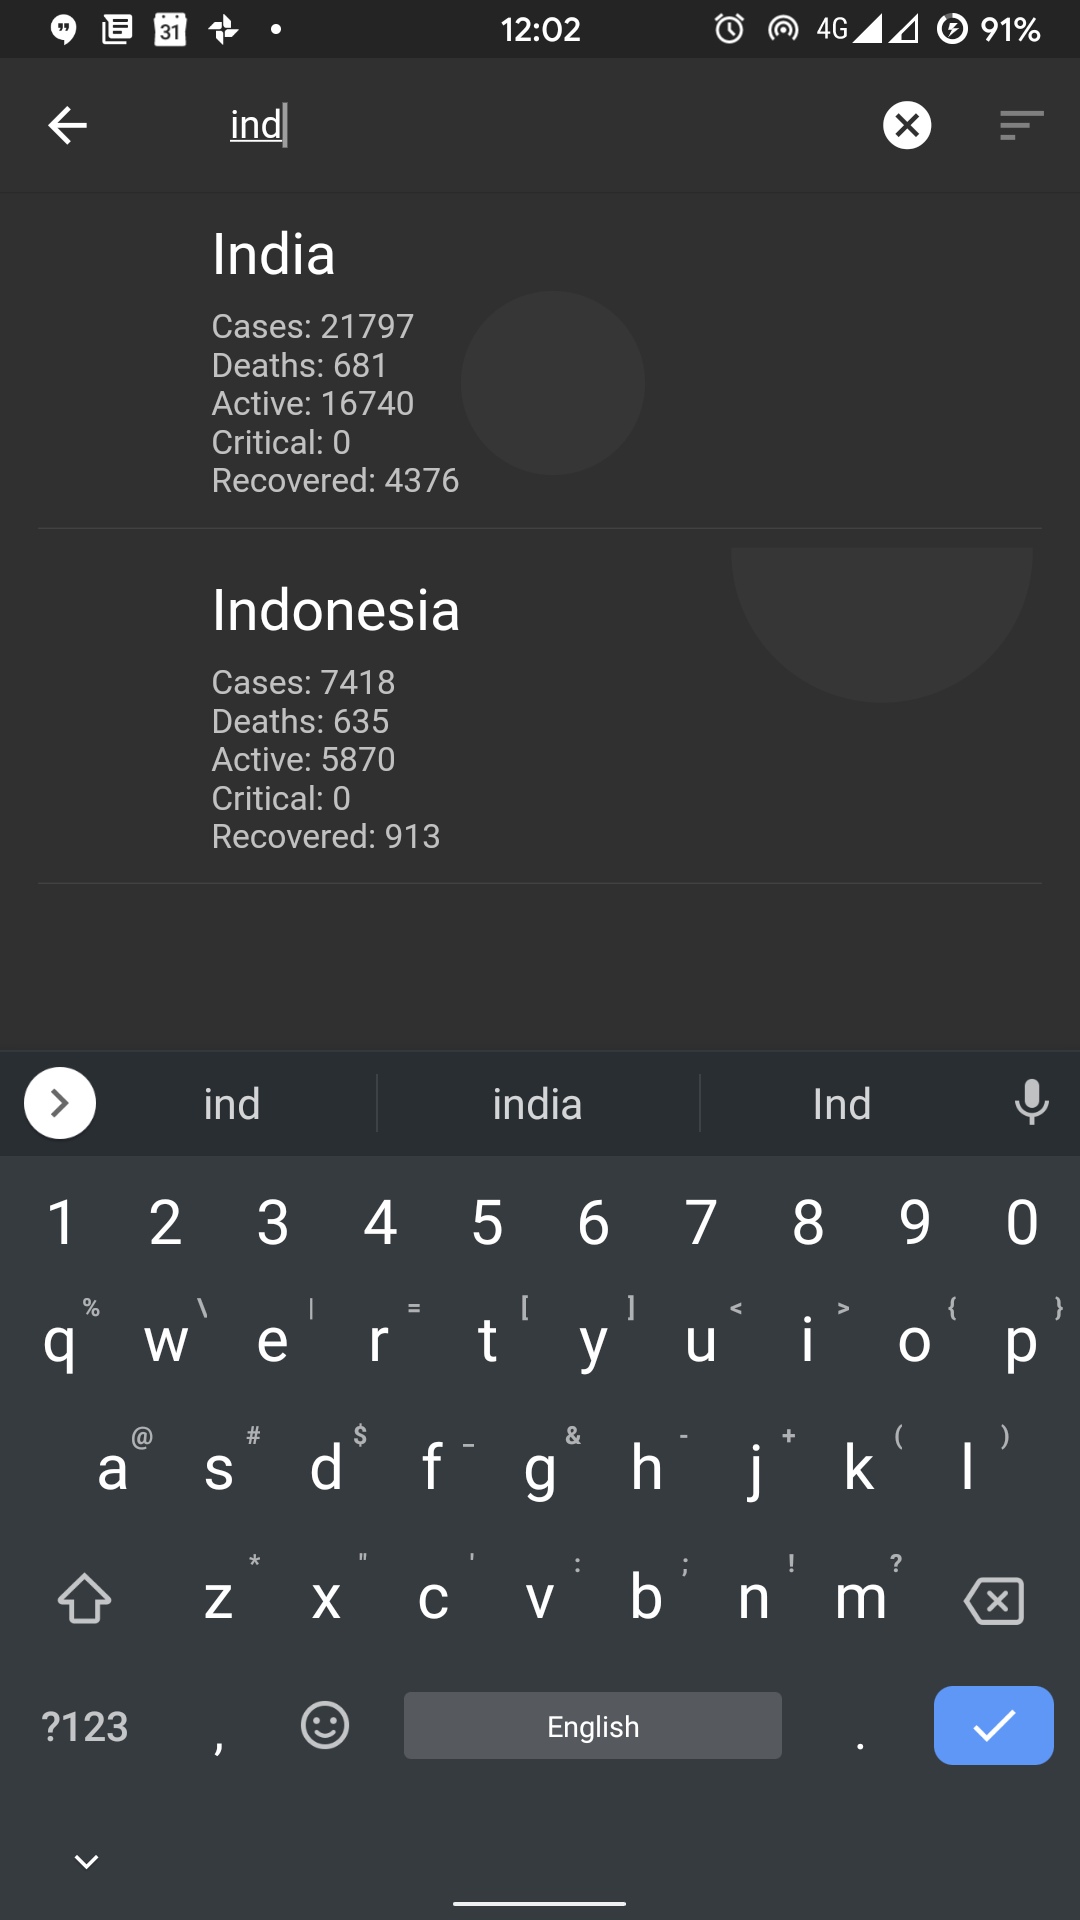 31 12:02 4G 91%
ind
India
Cases: 21797
Deaths: 681
Active: 16740
Critical: 0
Recovered: 4376
Indonesia
Cases: 7418
Deaths: 635
Active: 5870
Critical: 0
Recovered: 913
ind india Ind
1 2 3 4 5 6 7 8 9 0
% \ | = [ ] < > { }
q w e r t y u i o p
@ # $ _ & - + ( )
a s d f g h j k l
* " ' : ; ! ?
z x c v b n m
?123 , English .